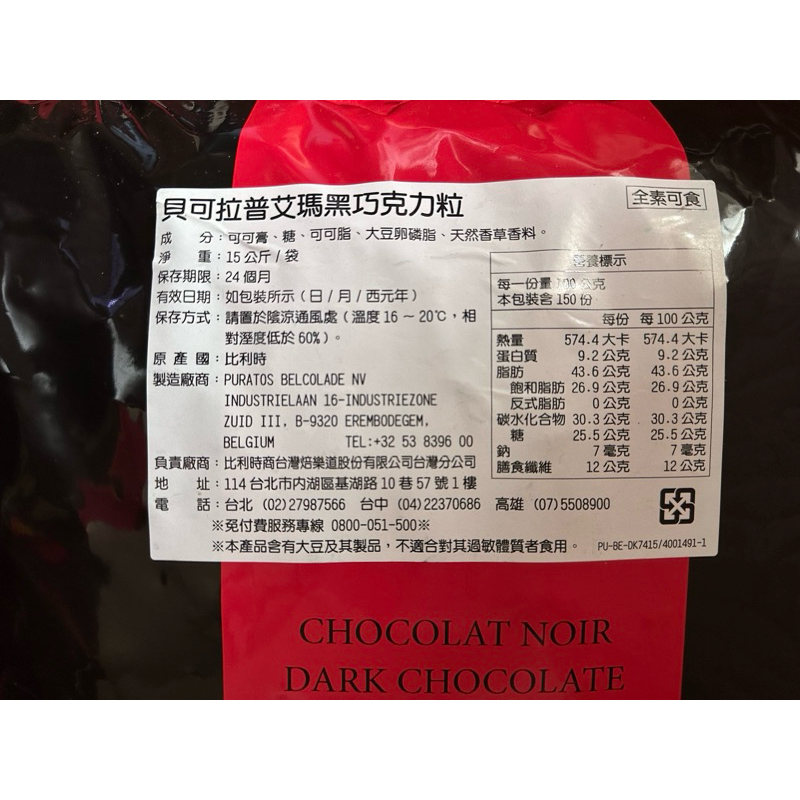 貝可拉普艾瑪黑巧克力粒
全素可食
成　　分：可可膏、糖、可可脂、大豆卵磷脂、天然香草香料。
淨　　重：15公斤/袋
保存期限：24個月
有效日期：如包裝所示（日/月/西元年）
保存方式：請置於陰涼通風處（溫度16～20℃，相
對溼度低於60%）。
原 產 國：比利時
製造廠商：PURATOS BELCOLADE NV
INDUSTRIELAAN 16-INDUSTRIEZONE
ZUID III, B-9320 EREMBODEGEM,
BELGIUM TEL:+32 53 8396 00
負責廠商：比利時商台灣焙樂道股份有限公司台灣分公司
地　　址：114台北市內湖區基湖路10巷57號1樓
電　　話：台北 (02)27987566 台中 (04)22370686 高雄 (07)5508900
※免付費服務專線 0800-051-500※
※本產品含有大豆及其製品，不適合對其過敏體質者食用。
PU-BE-DK7415/4001491-1
營養標示
每一份量 100 公克
本包裝含 150 份
每份 每 100 公克
熱量 574.4 大卡 574.4 大卡
蛋白質 9.2 公克 9.2 公克
脂肪 43.6 公克 43.6 公克
飽和脂肪 26.9 公克 26.9 公克
反式脂肪 0 公克 0 公克
碳水化合物 30.3 公克 30.3 公克
糖 25.5 公克 25.5 公克
鈉 7 毫克 7 毫克
膳食纖維 12 公克 12 公克
CHOCOLAT NOIR
DARK CHOCOLATE